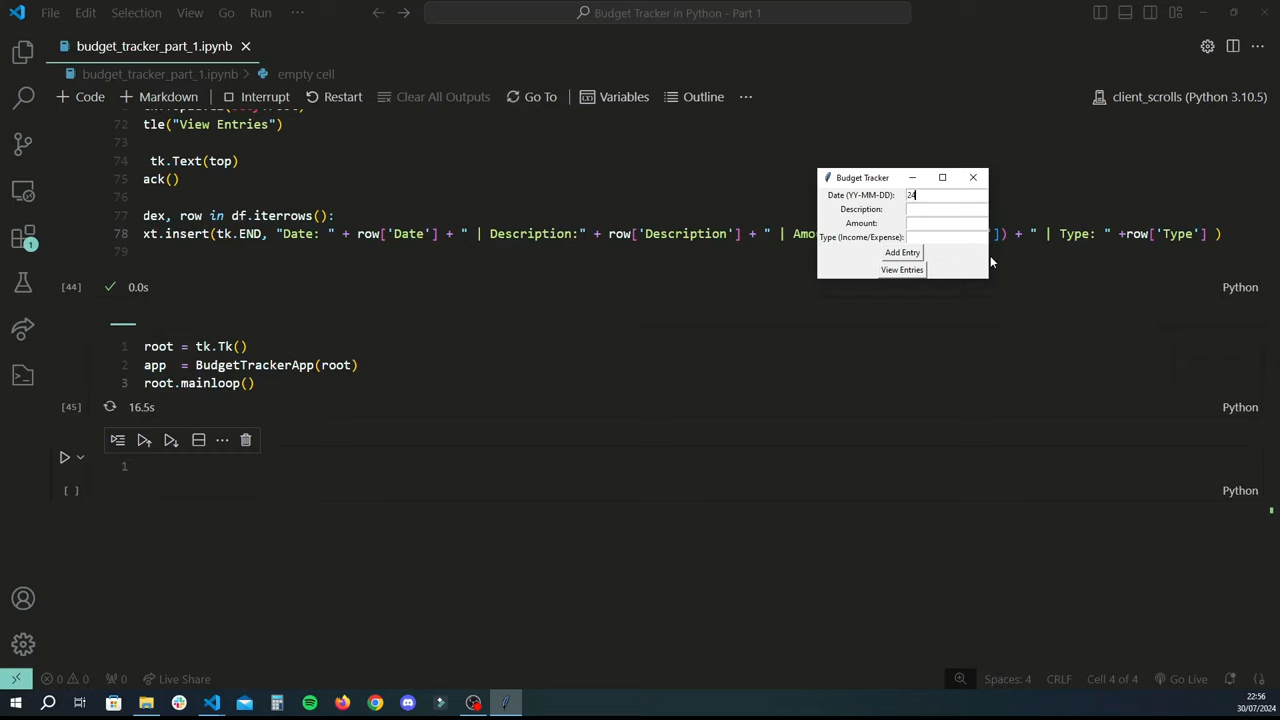 File Edit Selection View Go Run ··· Budget Tracker in Python - Part 1
budget_tracker_part_1.ipynb
budget_tracker_part_1.ipynb > empty cell
+ Code + Markdown Interrupt Restart Clear All Outputs Go To Variables Outline ··· client_scrolls (Python 3.10.5)
72 tle("View Entries")
73
74 tk.Text(top)
75 ack()
76
77 dex, row in df.iterrows():
78 xt.insert(tk.END, "Date: " + row['Date'] + " | Description:" + row['Description'] + " | Amo ']) + " | Type: " +row['Type'] )
79
[44] 0.0s Python
Budget Tracker
Date (YY-MM-DD): 24
Description:
Amount:
Type (Income/Expense):
Add Entry
View Entries
1 root = tk.Tk()
2 app = BudgetTrackerApp(root)
3 root.mainloop()
[45] 16.5s Python
1
[ ] Python
1
0 0 0 Live Share Spaces: 4 CRLF Cell 4 of 4 Go Live
22:56
30/07/2024